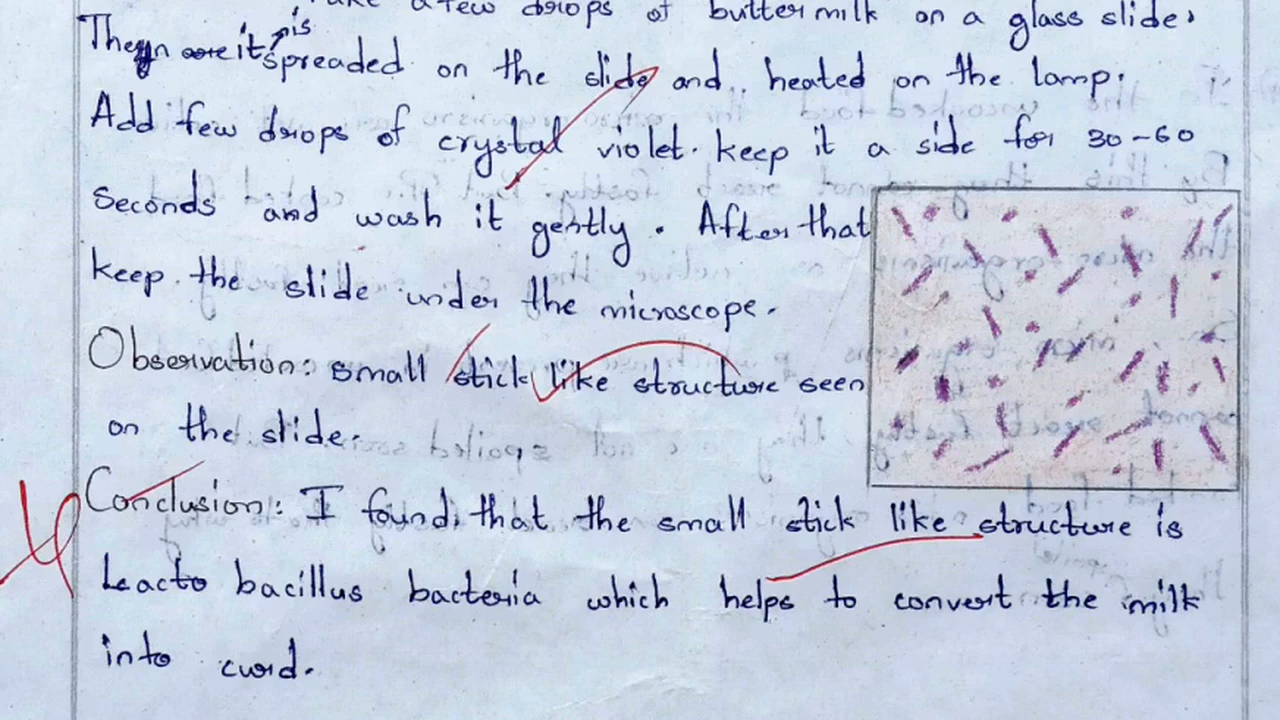 a few drops of butter milk on a glass slide.
Then it is spreaded on the slide and heated on the lamp.
Add few drops of crystal violet. keep it a side for 30-60
seconds and wash it gently. After that
keep the slide under the microscope.
Observation: small stick like structure seen
on the slide.
Conclusion: I found that the small stick like structure is
Lacto bacillus bacteria which helps to convert the milk
into curd.